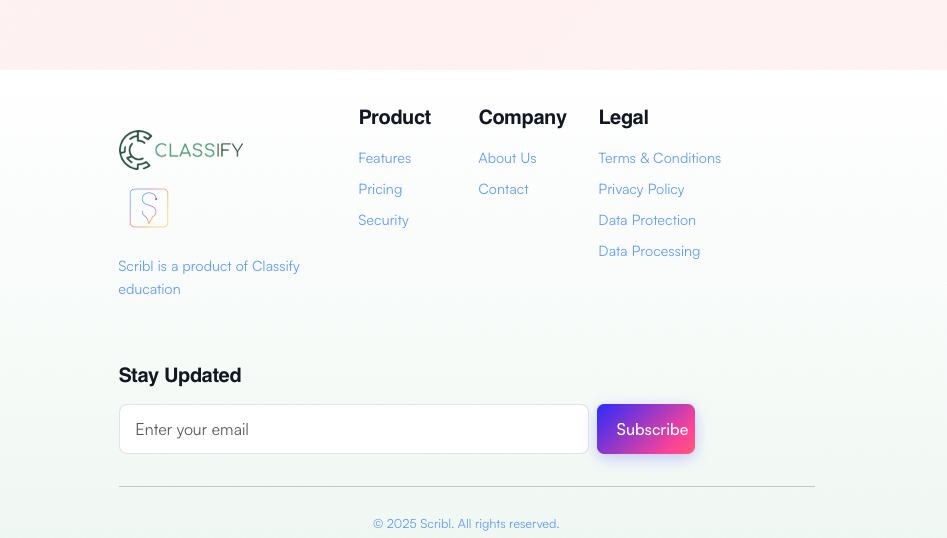 CLASSIFY
S
Scribl is a product of Classify
education
Product
Features
Pricing
Security
Company
About Us
Contact
Legal
Terms & Conditions
Privacy Policy
Data Protection
Data Processing
Stay Updated
Enter your email
Subscribe
© 2025 Scribl. All rights reserved.